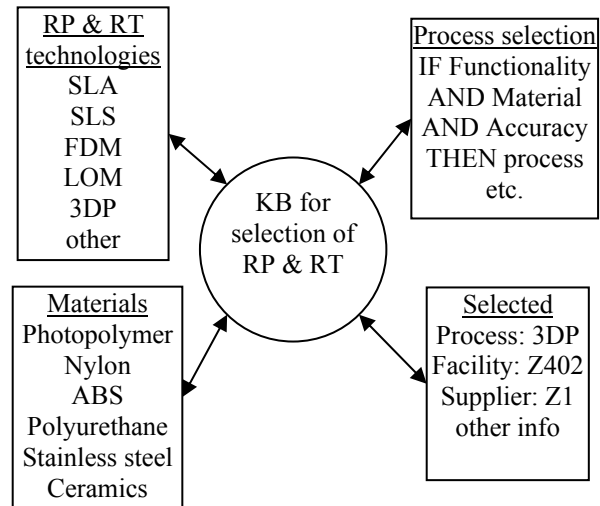 RP & RT
technologies
SLA
SLS
FDM
LOM
3DP
other
Process selection
IF Functionality
AND Material
AND Accuracy
THEN process
etc.
KB for
selection of
RP & RT
Materials
Photopolymer
Nylon
ABS
Polyurethane
Stainless steel
Ceramics
Selected
Process: 3DP
Facility: Z402
Supplier: Z1
other info